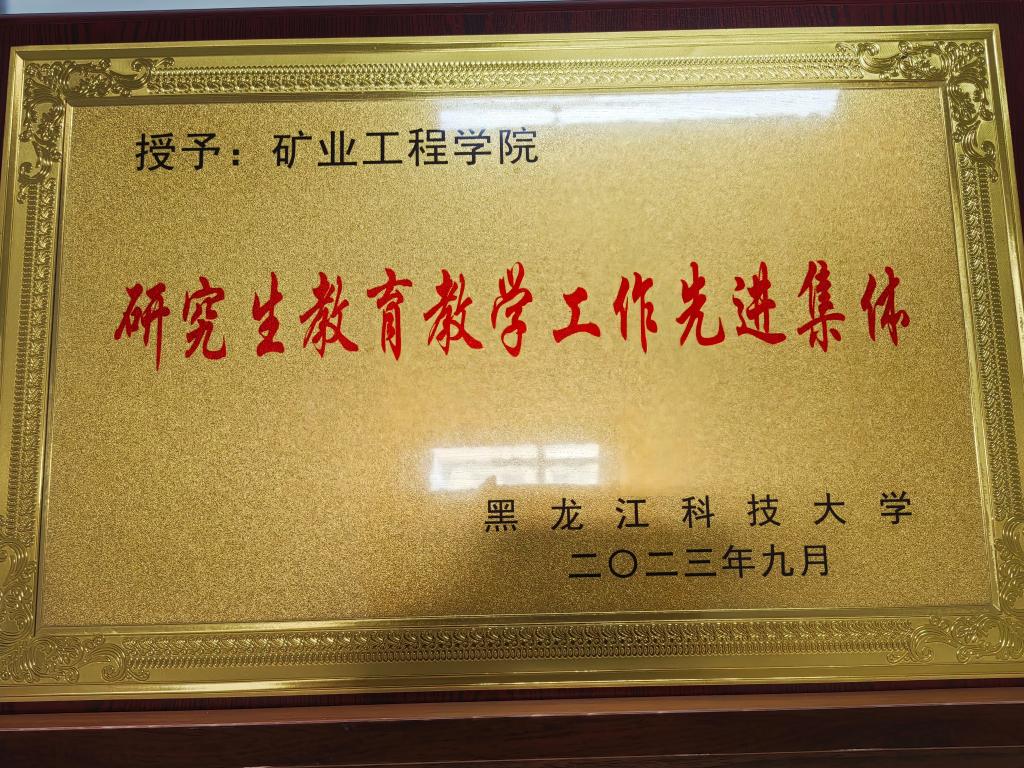 授予：矿业工程学院
研究生教育教学工作先进集体
黑龙江科技大学
二〇二三年九月